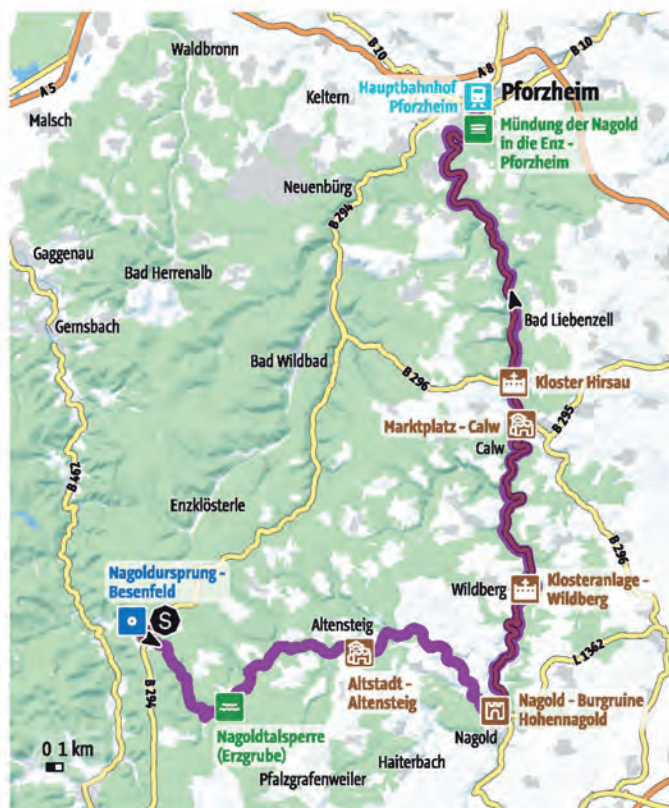 Waldbronn
B 10
A 8
B 10
A 5
Malsch
Keltern
Hauptbahnhof
Pforzheim
Pforzheim
Mündung der Nagold
in die Enz -
Pforzheim
Neuenbürg
B 294
Gaggenau
Bad Herrenalb
Gernsbach
Bad Liebenzell
Bad Wildbad
B 296
Kloster Hirsau
Marktplatz - Calw
B 295
Calw
B 462
Enzklösterle
B 296
Nagoldursprung -
Besenfeld
S
Wildberg
Klosteranlage -
Wildberg
Altensteig
L 1362
B 294
Altstadt -
Altensteig
Nagold - Burgruine
Hohennagold
Nagoldtalsperre
(Erzgrube)
Nagold
0 1 km
Haiterbach
Pfalzgrafenweiler